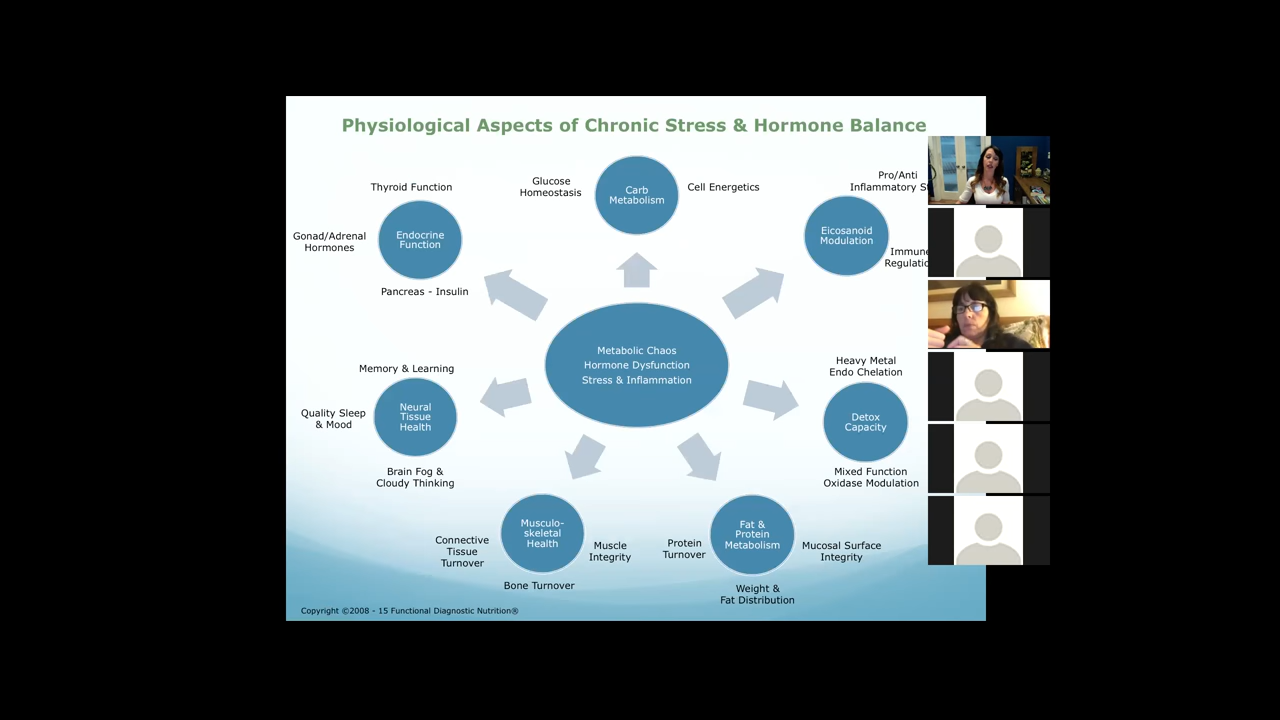 Physiological Aspects of Chronic Stress & Hormone Balance
Thyroid Function
Gonad/Adrenal
Hormones
Endocrine
Function
Pancreas - Insulin
Glucose
Homeostasis
Carb
Metabolism
Cell Energetics
Pro/Anti
Inflammatory
Eicosanoid
Modulation
Immune
Metabolic Chaos
Hormone Dysfunction
Stress & Inflammation
Memory & Learning
Quality Sleep
& Mood
Neural
Tissue
Health
Brain Fog &
Cloudy Thinking
Heavy Metal
Endo Chelation
Detox
Capacity
Mixed Function
Oxidase Modulation
Connective
Tissue
Turnover
Musculo-
skeletal
Health
Muscle
Integrity
Bone Turnover
Protein
Turnover
Fat &
Protein
Metabolism
Mucosal Surface
Integrity
Weight &
Fat Distribution
Copyright ©2008 - 15 Functional Diagnostic Nutrition®